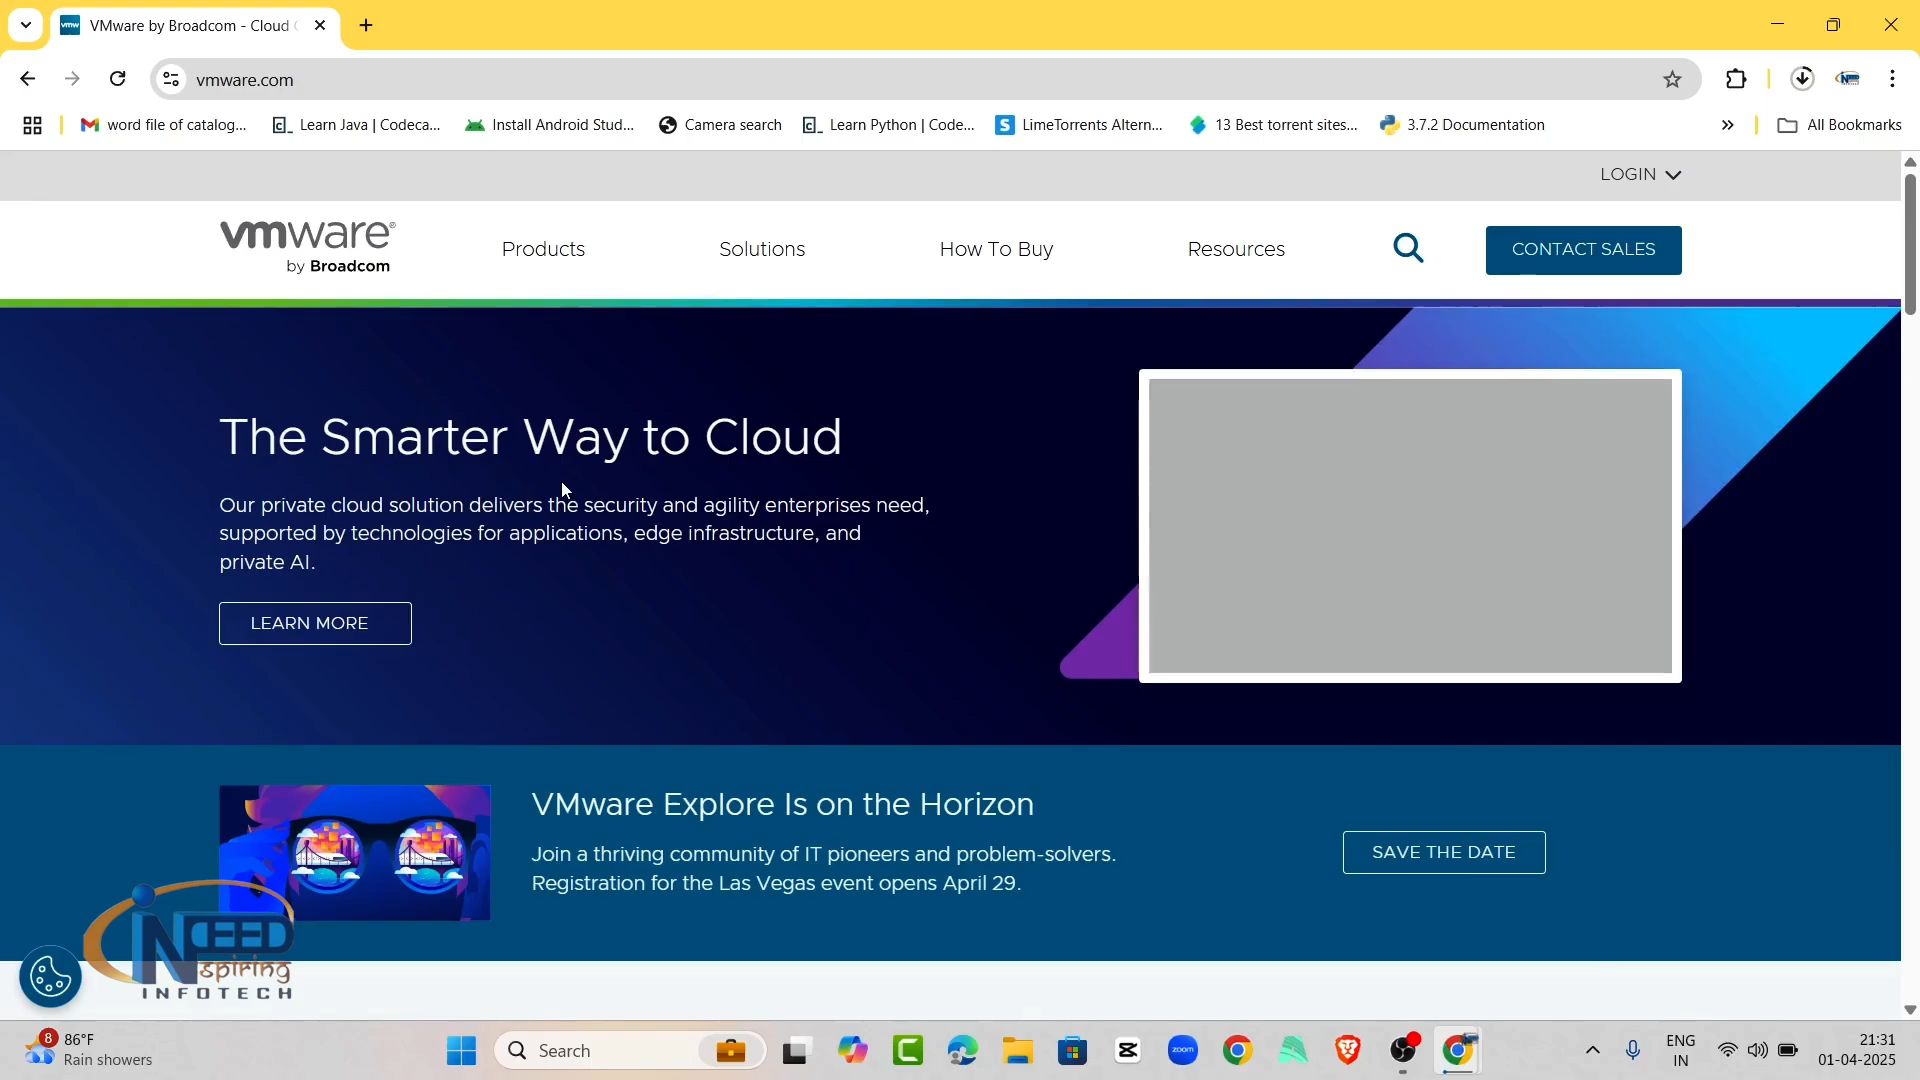 vmw
VMware by Broadcom - Cloud
vmware.com
word file of catalog...
Learn Java | Codeca...
Install Android Stud...
Camera search
Learn Python | Code...
LimeTorrents Altern...
13 Best torrent sites...
3.7.2 Documentation
All Bookmarks
LOGIN
vmware®
by Broadcom
Products
Solutions
How To Buy
Resources
CONTACT SALES
The Smarter Way to Cloud
Our private cloud solution delivers the security and agility enterprises need,
supported by technologies for applications, edge infrastructure, and
private AI.
LEARN MORE
VMware Explore Is on the Horizon
Join a thriving community of IT pioneers and problem-solvers.
Registration for the Las Vegas event opens April 29.
SAVE THE DATE
iNEED
Nspiring
INFOTECH
8
86°F
Rain showers
Search
zoom
ENG
IN
21:31
01-04-2025